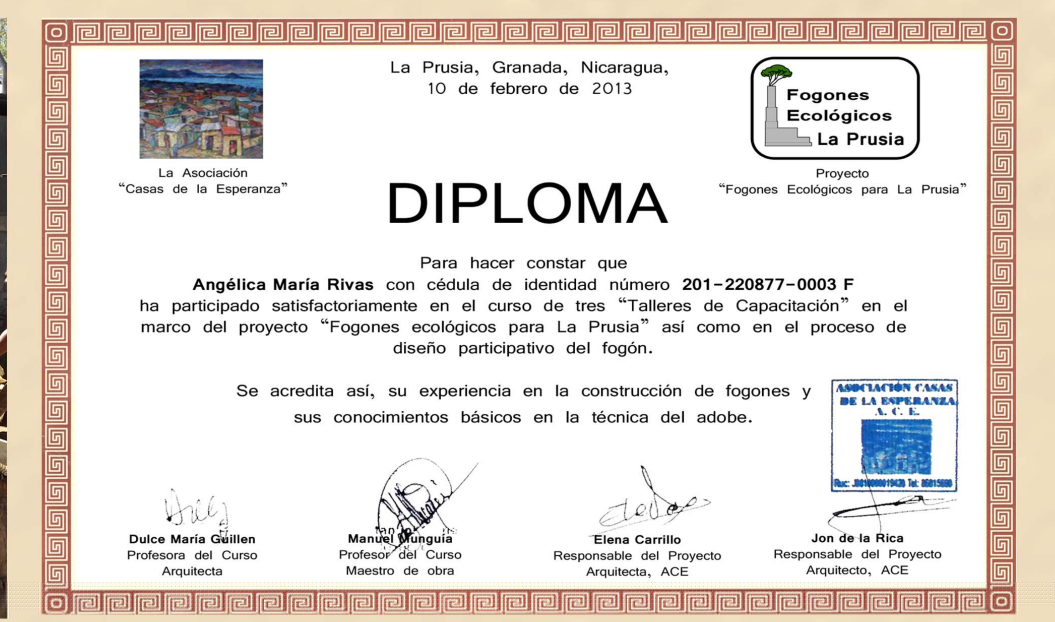 La Prusia, Granada, Nicaragua,
10 de febrero de 2013
La Asociación
“Casas de la Esperanza”
Fogones
Ecológicos
La Prusia
Proyecto
“Fogones Ecológicos para La Prusia”
DIPLOMA
Para hacer constar que
Angélica María Rivas con cédula de identidad número 201-220877-0003 F
ha participado satisfactoriamente en el curso de tres “Talleres de Capacitación” en el
marco del proyecto “Fogones ecológicos para La Prusia” así como en el proceso de
diseño participativo del fogón.
Se acredita así, su experiencia en la construcción de fogones y
sus conocimientos básicos en la técnica del adobe.
ASOCIACIÓN CASAS
DE LA ESPERANZA
A. C. E.
Ruc: Tel:
Dulce María Guillen
Profesora del Curso
Arquitecta
Manuel Munguía
Profesor del Curso
Maestro de obra
Elena Carrillo
Responsable del Proyecto
Arquitecta, ACE
Jon de la Rica
Responsable del Proyecto
Arquitecto, ACE